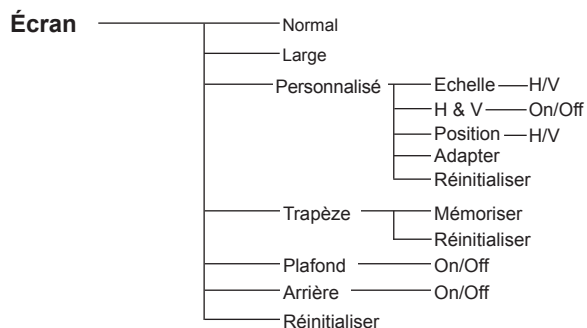 Écran Normal
Large
Personnalisé Echelle H/V
H & V On/Off
Position H/V
Adapter
Réinitialiser
Trapèze Mémoriser
Réinitialiser
Plafond On/Off
Arrière On/Off
Réinitialiser